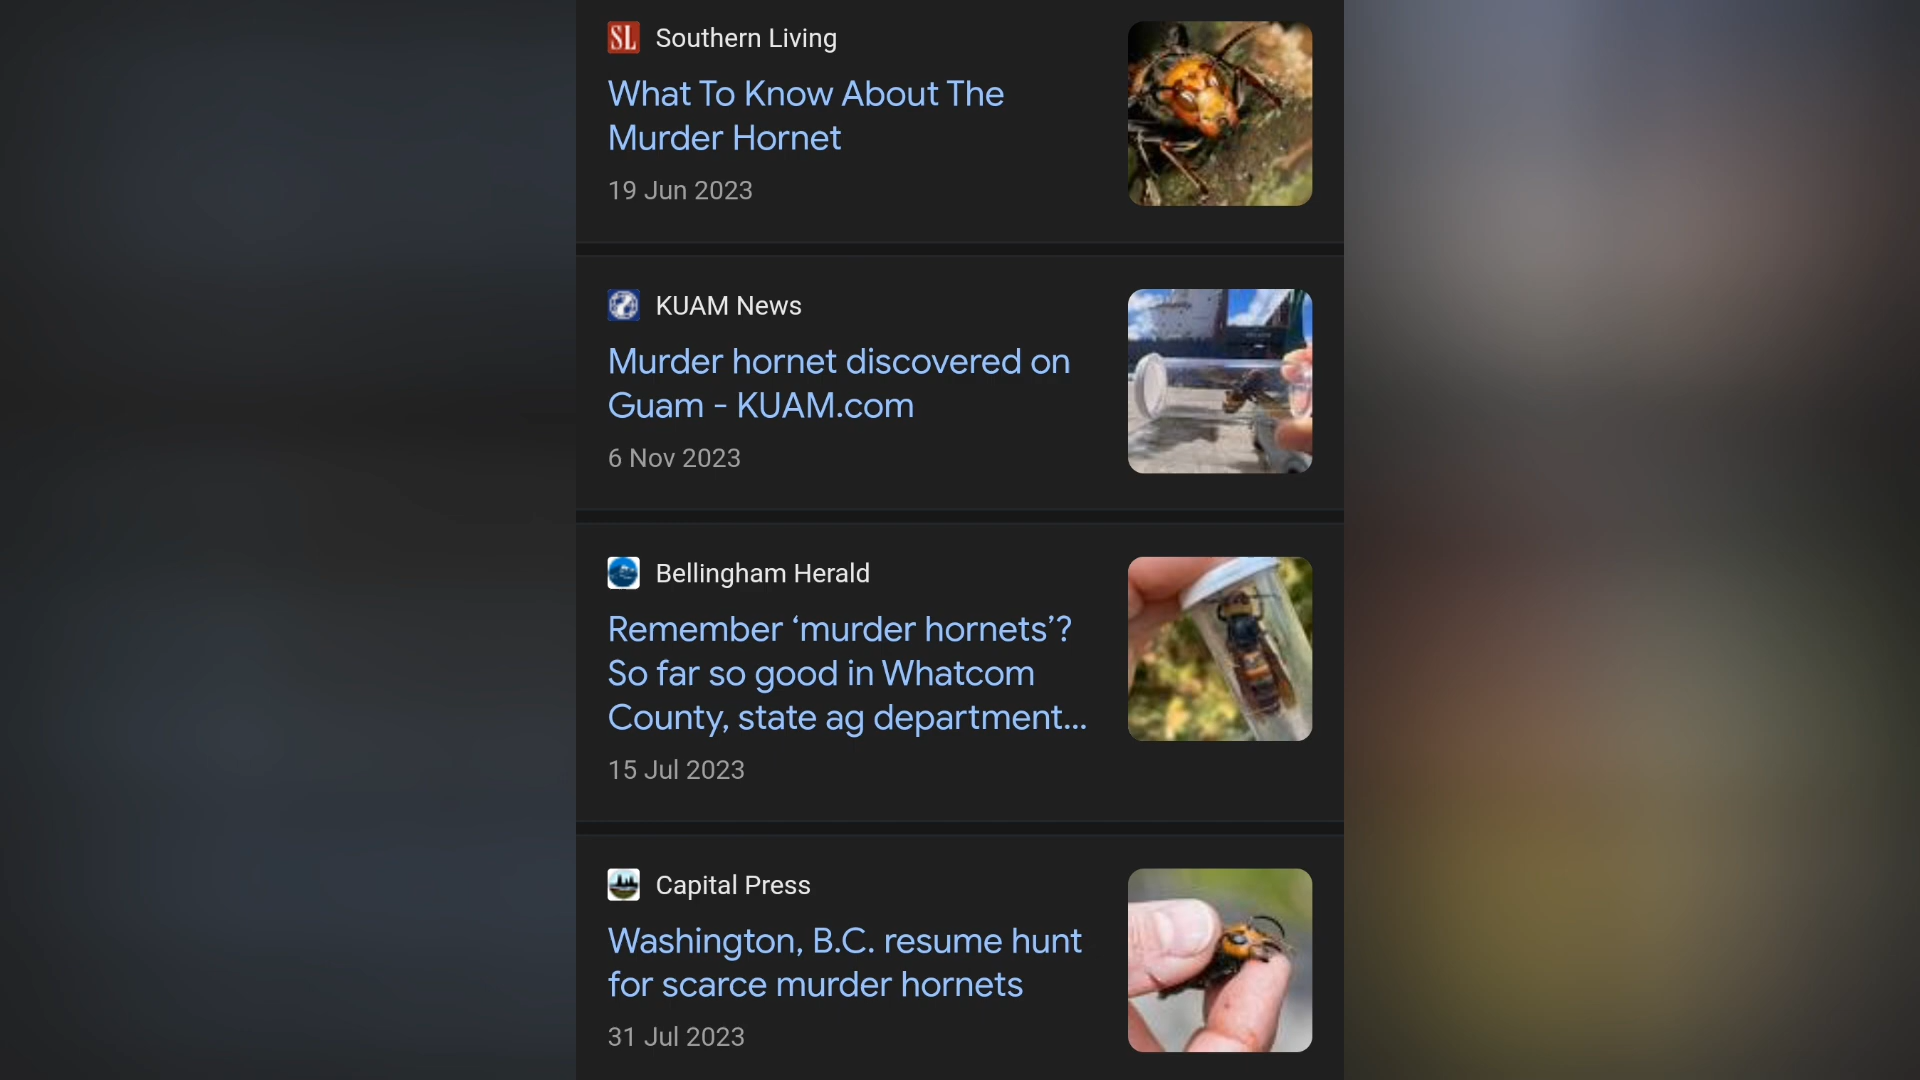 SL Southern Living
What To Know About The
Murder Hornet
19 Jun 2023
KUAM News
Murder hornet discovered on
Guam - KUAM.com
6 Nov 2023
Bellingham Herald
Remember ‘murder hornets’?
So far so good in Whatcom
County, state ag department...
15 Jul 2023
Capital Press
Washington, B.C. resume hunt
for scarce murder hornets
31 Jul 2023